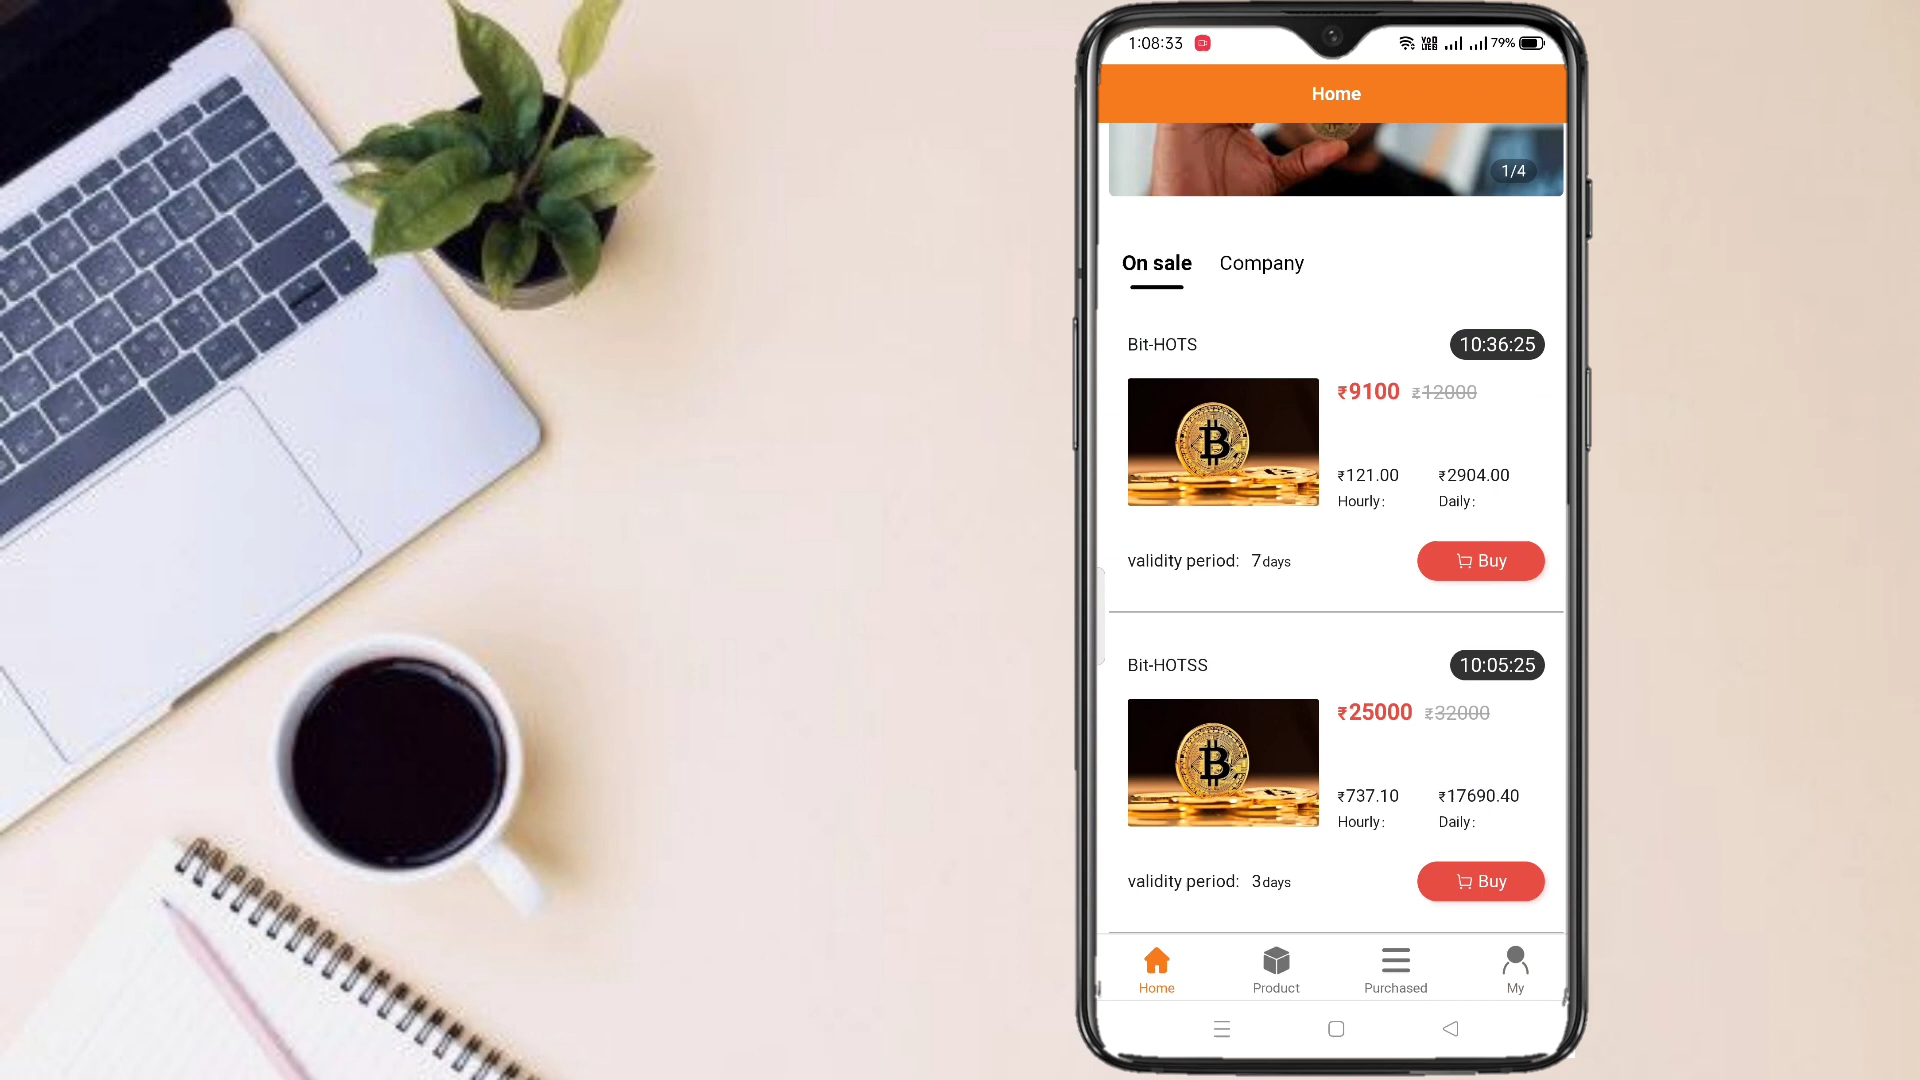 1:08:33 79%
Home
1/4
On sale Company
Bit-HOTS 10:36:25
₹9100 ₹12000
₹121.00 ₹2904.00
Hourly: Daily:
validity period: 7days Buy
Bit-HOTSS 10:05:25
₹25000 ₹32000
₹737.10 ₹17690.40
Hourly: Daily:
validity period: 3days Buy
Home Product Purchased My